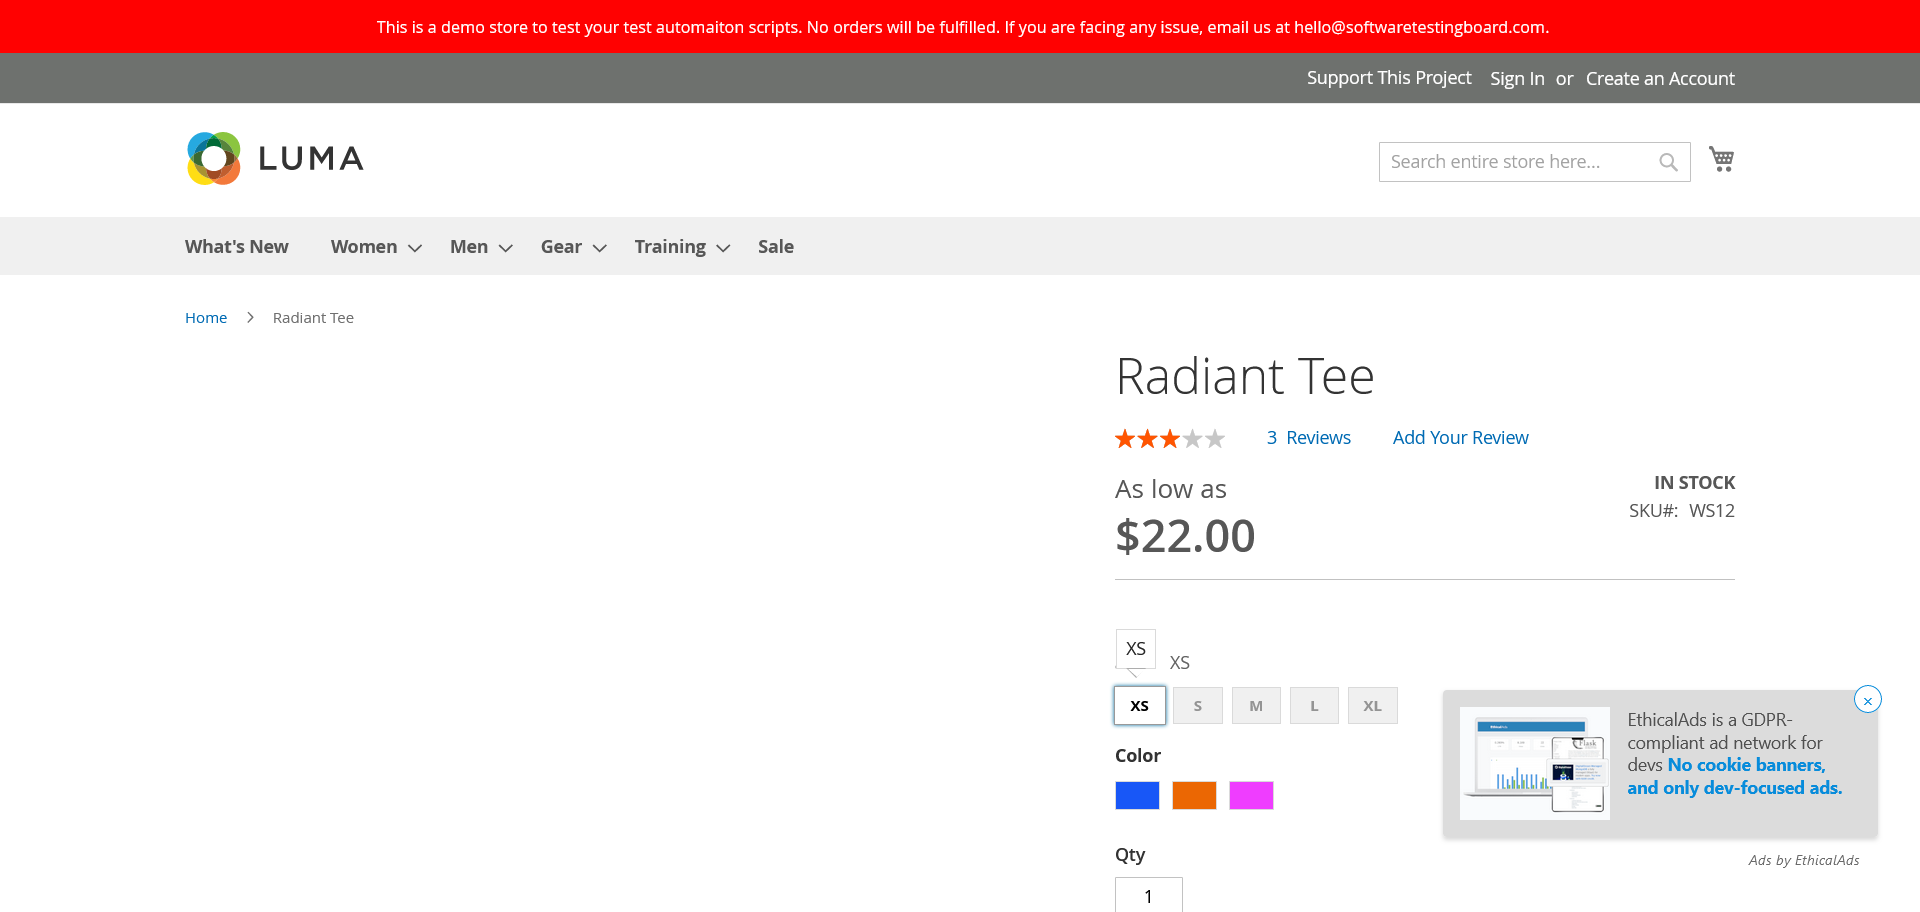 This is a demo store to test your test automaiton scripts. No orders will be fulfilled. If you are facing any issue, email us at hello@softwaretestingboard.com.
Support This Project Sign In or Create an Account
LUMA
Search entire store here...
What's New Women Men Gear Training Sale
Home Radiant Tee
Radiant Tee
3 Reviews Add Your Review
As low as
$22.00
IN STOCK
SKU#: WS12
XS
XS
XS S M L XL
Color
Qty
1
EthicalAds is a GDPR-
compliant ad network for
devs No cookie banners,
and only dev-focused ads.
Ads by EthicalAds